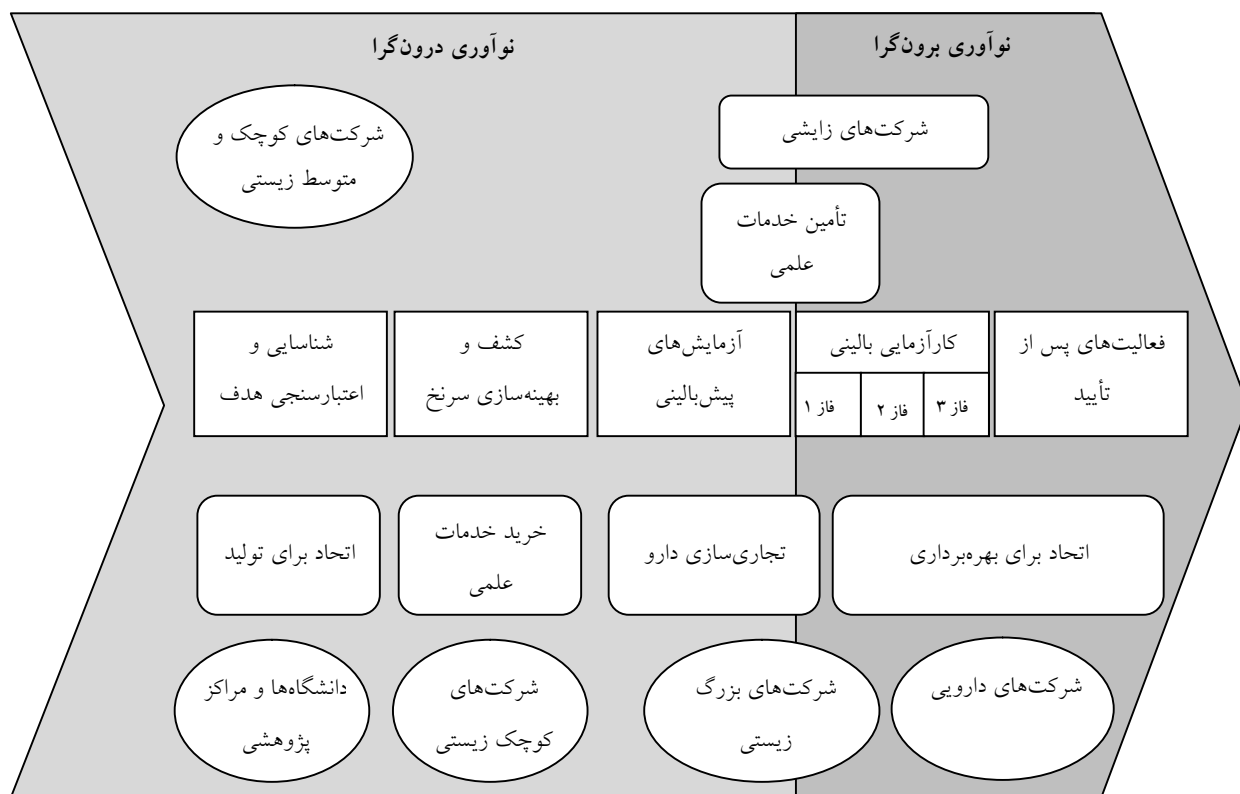 نوآوری درون‌گرا
نوآوری برون‌گرا
شرکت‌های کوچک و
متوسط زیستی
شرکت‌های زایشی
تأمین خدمات
علمی
شناسایی و
اعتبارسنجی هدف
کشف و
بهینه‌سازی سرنخ
آزمایش‌های
پیش‌بالینی
کارآزمایی بالینی
فاز ۱
فاز ۲
فاز ۳
فعالیت‌های پس از
تأیید
اتحاد برای تولید
خرید خدمات
علمی
تجاری‌سازی دارو
اتحاد برای بهره‌برداری
دانشگاه‌ها و مراکز
پژوهشی
شرکت‌های
کوچک زیستی
شرکت‌های بزرگ
زیستی
شرکت‌های دارویی